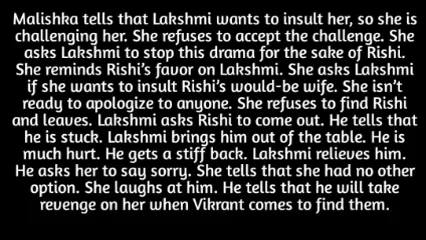 Malishka tells that Lakshmi wants to insult her, so she is
challenging her. She refuses to accept the challenge. She
asks Lakshmi to stop this drama for the sake of Rishi.
She reminds Rishi's favor on Lakshmi. She asks Lakshmi
if she wants to insult Rishi's would-be wife. She isn't
ready to apologize to anyone. She refuses to find Rishi
and leaves. Lakshmi asks Rishi to come out. He tells that
he is stuck. Lakshmi brings him out of the table. He is
much hurt. He gets a stiff back. Lakshmi relieves him.
He asks her to say sorry. She tells that she had no other
option. She laughs at him. He tells that he will take
revenge on her when Vikrant comes to find them.